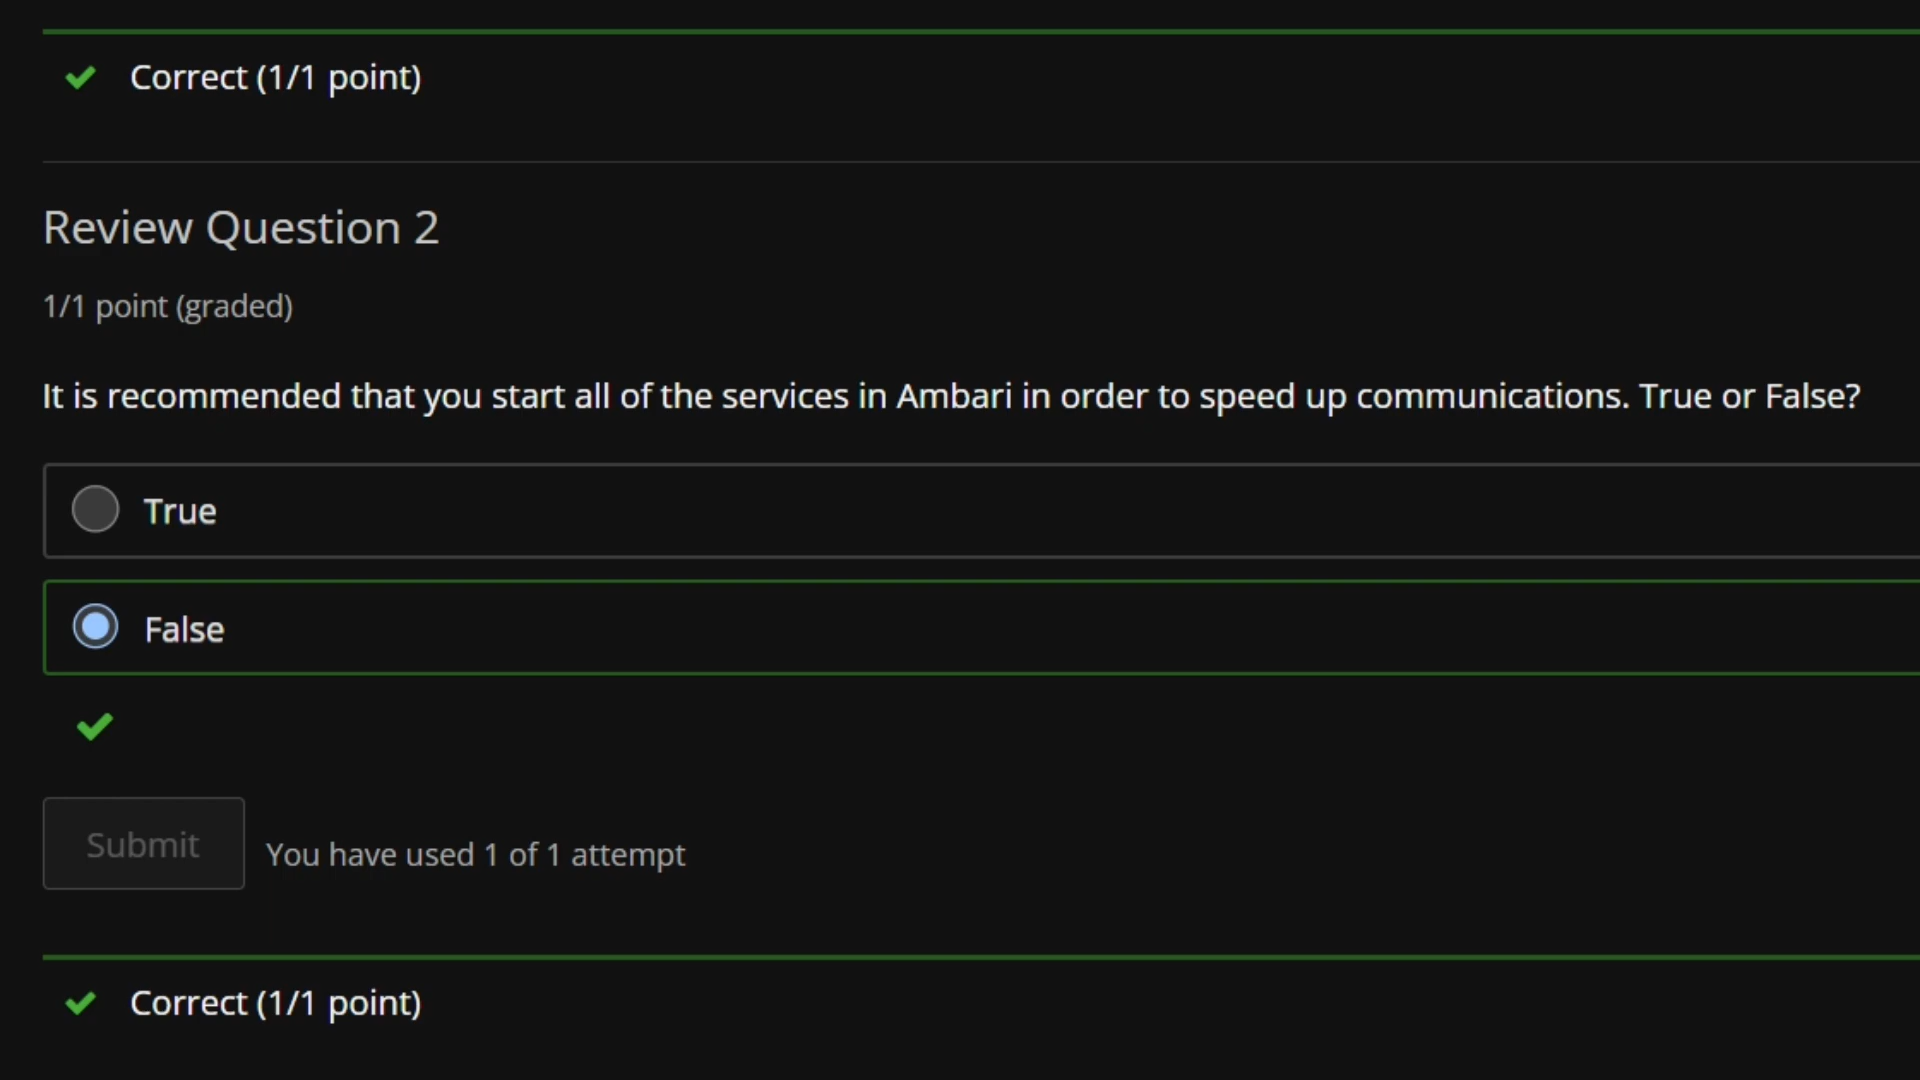 Correct (1/1 point)
Review Question 2
1/1 point (graded)
It is recommended that you start all of the services in Ambari in order to speed up communications. True or False?
True
False
Submit
You have used 1 of 1 attempt
Correct (1/1 point)